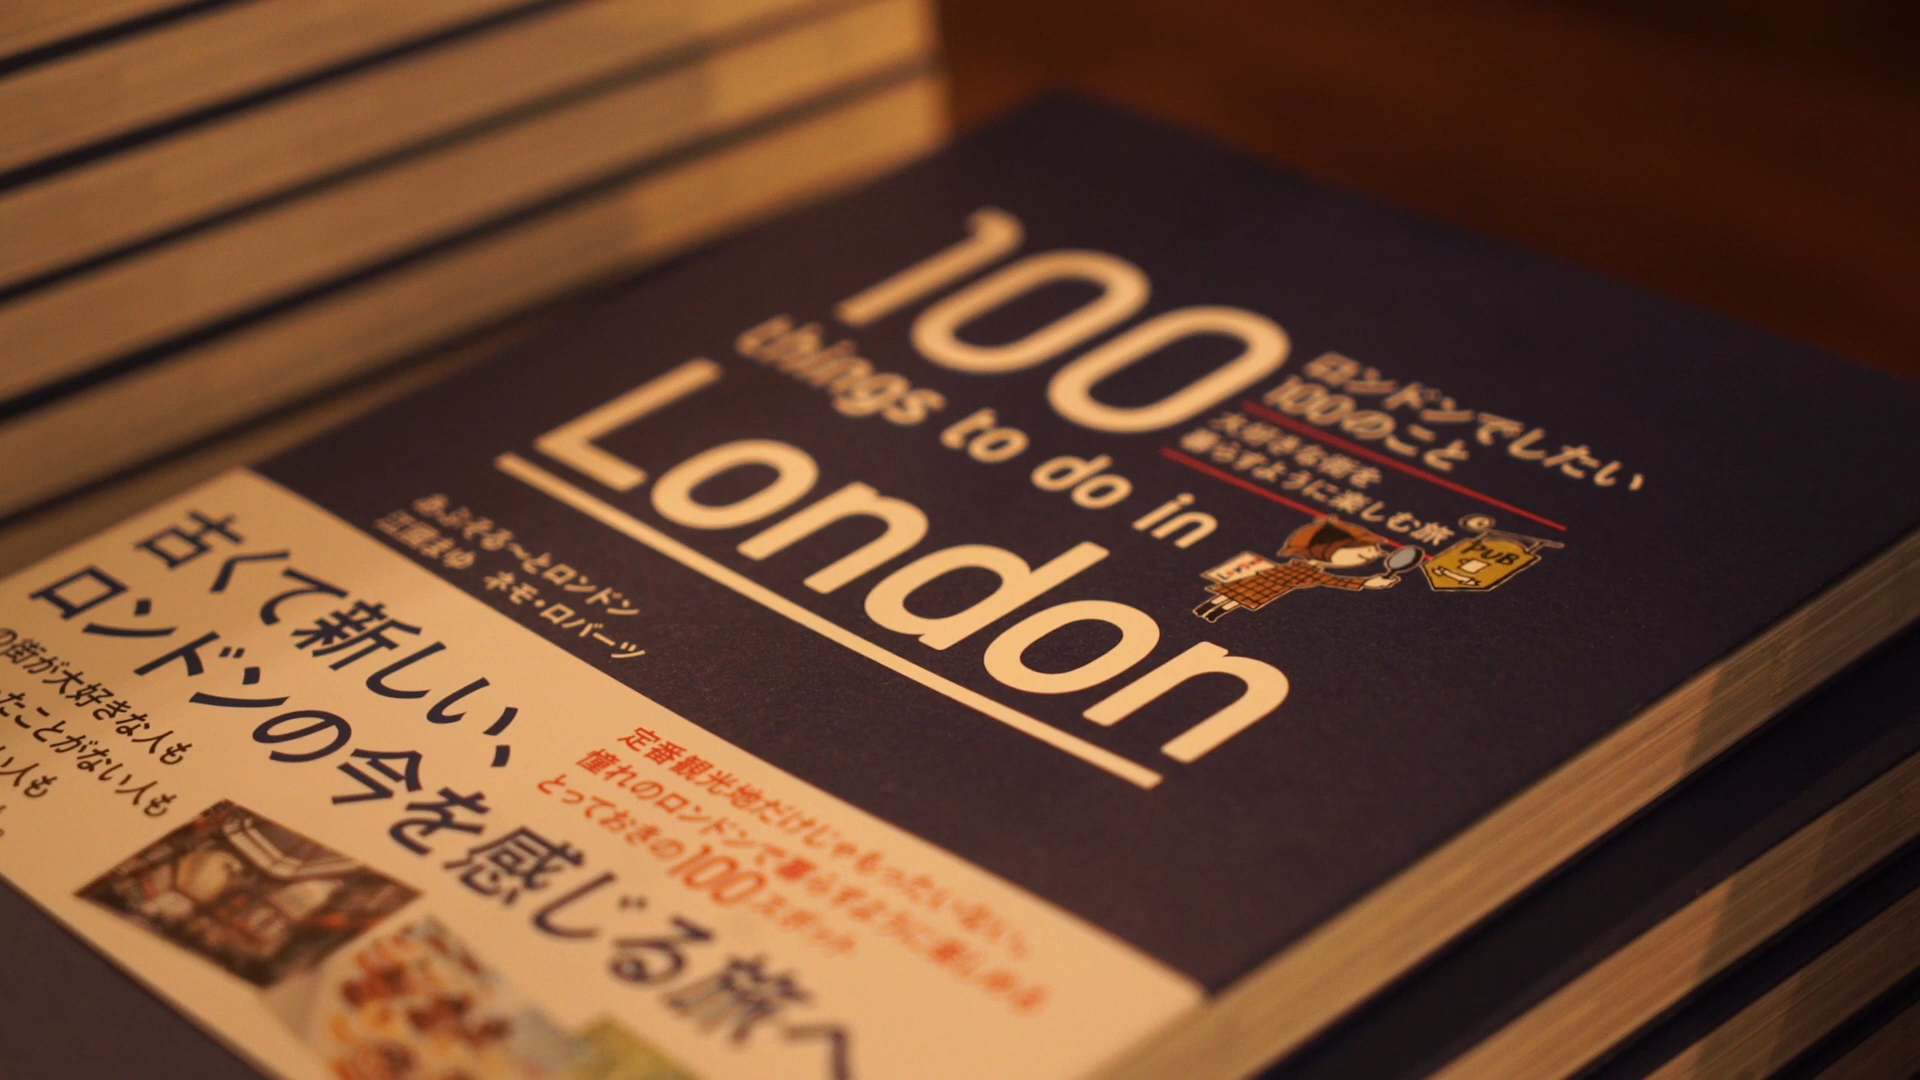 100
things to do in
London
ロンドンでしたい
100のこと
大好きな街を
暮らすように楽しむ旅
PUB
あぶそる～とロンドン
江國まゆ ネモ・ロバーツ
古くて新しい、
ロンドンの今を感じる旅へ
の街が大好きな人も
たことがない人も
い人も
定番観光地だけじゃもったいない。
憧れのロンドンで暮らすように楽しめる
とっておきの100スポット